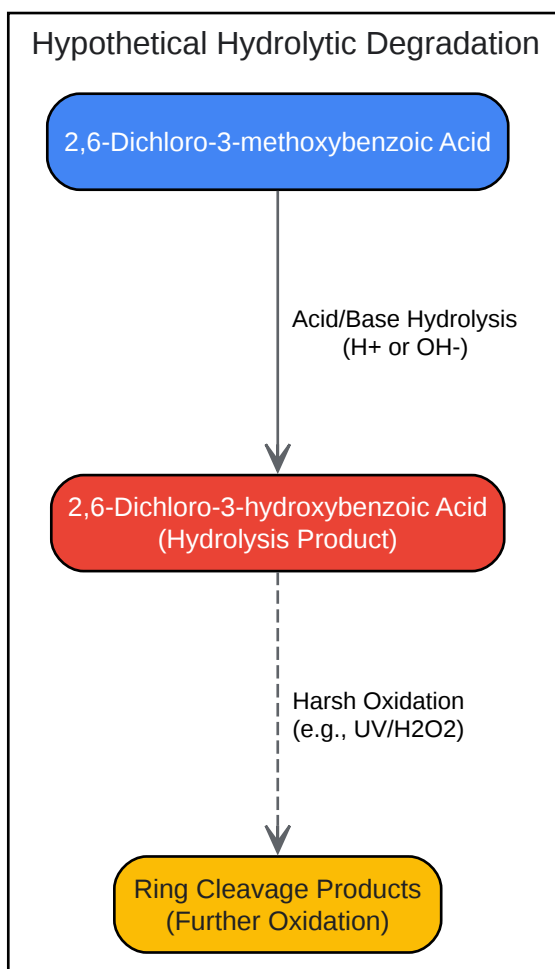 Hypothetical Hydrolytic Degradation
2,6-Dichloro-3-methoxybenzoic Acid
Acid/Base Hydrolysis
(H+ or OH-)
2,6-Dichloro-3-hydroxybenzoic Acid
(Hydrolysis Product)
Harsh Oxidation
(e.g., UV/H2O2)
Ring Cleavage Products
(Further Oxidation)